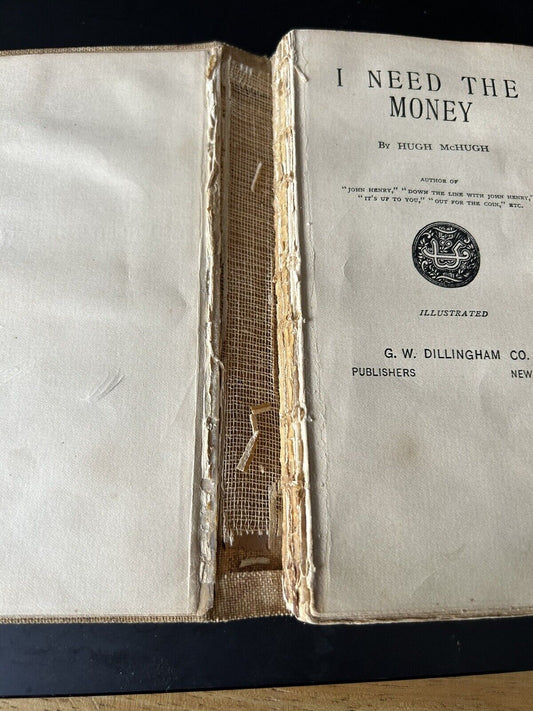 I NEED THE
MONEY
By HUGH McHUGH
AUTHOR OF
"JOHN HENRY," "DOWN THE LINE WITH JOHN HENRY,"
"IT'S UP TO YOU," "OUT FOR THE COIN," ETC.
ILLUSTRATED
G. W. DILLINGHAM CO.
PUBLISHERS NEW